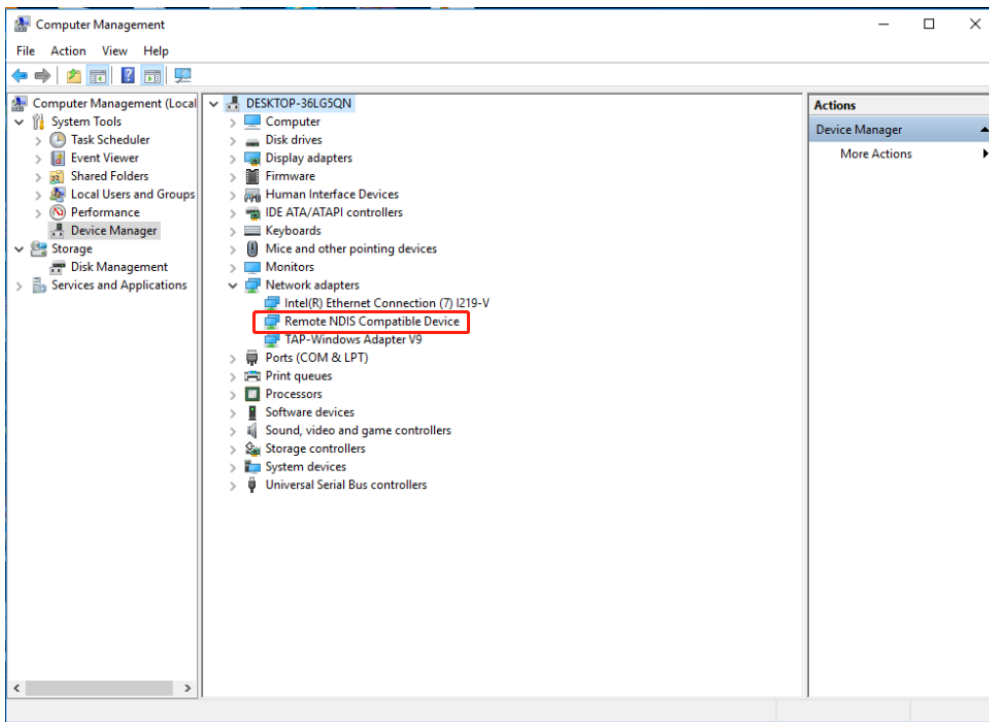 Computer Management
File Action View Help
Computer Management (Local
System Tools
Task Scheduler
Event Viewer
Shared Folders
Local Users and Groups
Performance
Device Manager
Storage
Disk Management
Services and Applications
DESKTOP-36LG5QN
Computer
Disk drives
Display adapters
Firmware
Human Interface Devices
IDE ATA/ATAPI controllers
Keyboards
Mice and other pointing devices
Monitors
Network adapters
Intel(R) Ethernet Connection (7) I219-V
Remote NDIS Compatible Device
TAP-Windows Adapter V9
Ports (COM & LPT)
Print queues
Processors
Software devices
Sound, video and game controllers
Storage controllers
System devices
Universal Serial Bus controllers
Actions
Device Manager
More Actions